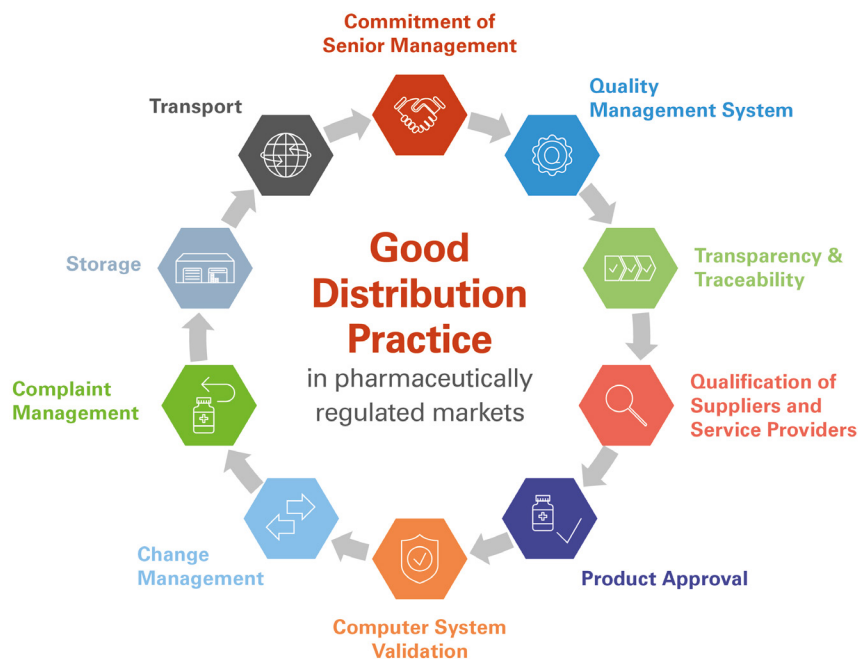 Commitment of
Senior Management
Quality
Management System
Transparency &
Traceability
Qualification of
Suppliers and
Service Providers
Product Approval
Computer System
Validation
Change
Management
Complaint
Management
Storage
Transport
Good
Distribution
Practice
in pharmaceutically
regulated markets
Q